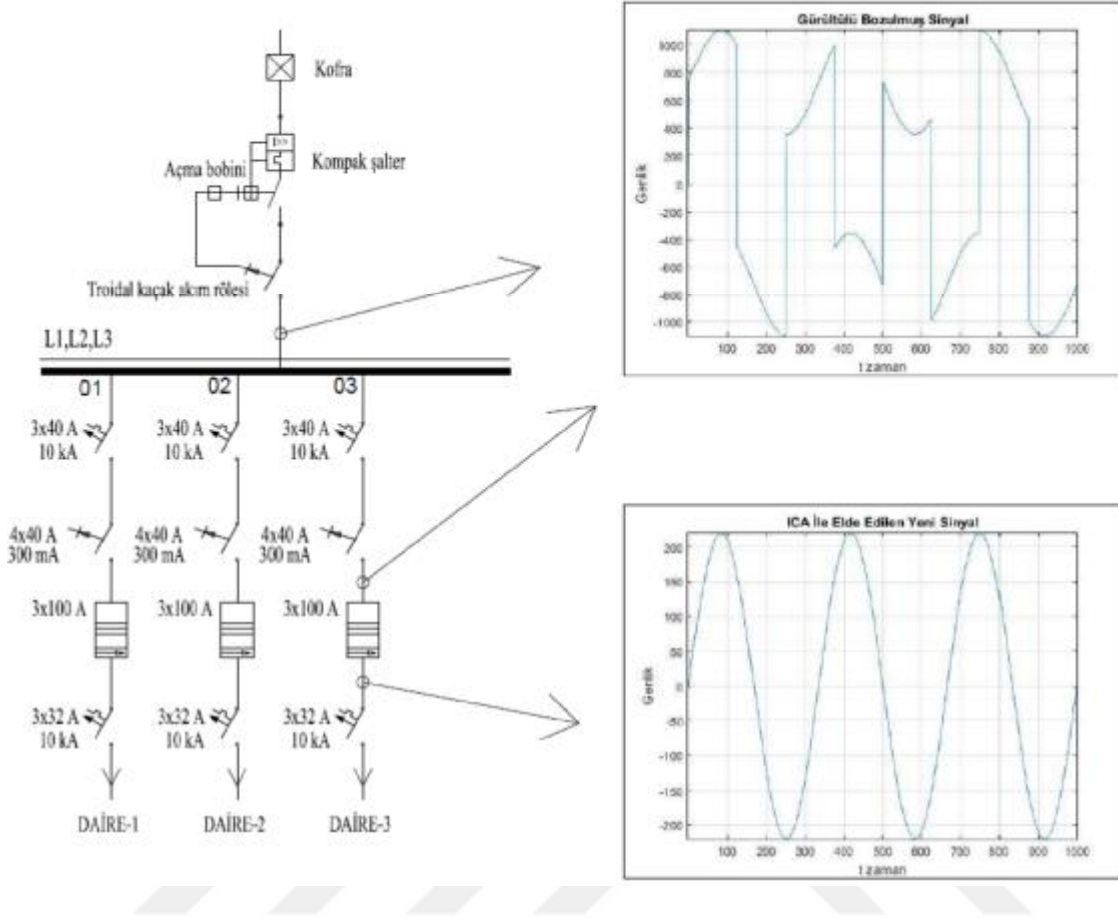 Kofra
Kompak şalter
Açma bobini
Troidal kaçak akım rölesi
L1,L2,L3
01 02 03
3x40 A 3x40 A 3x40 A
10 kA 10 kA 10 kA
4x40 A 4x40 A 4x40 A
300 mA 300 mA 300 mA
3x100 A 3x100 A 3x100 A
3x32 A 3x32 A 3x32 A
10 kA 10 kA 10 kA
DAİRE-1 DAİRE-2 DAİRE-3
Gürültülü Bozulmuş Sinyal
1000
800
600
400
200
0
-200
-400
-600
-800
-1000
Gerilik
100 200 300 400 500 600 700 800 900 1000
t zaman
ICA İle Elde Edilen Yeni Sinyal
200
150
100
50
0
-50
-100
-150
-200
Gerilik
100 200 300 400 500 600 700 800 900 1000
t zaman